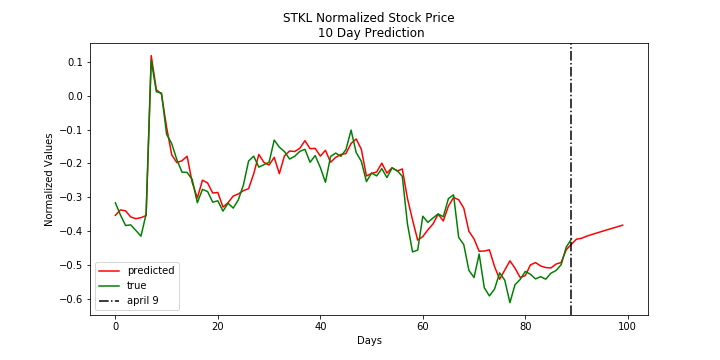 STKL Normalized Stock Price
10 Day Prediction
Normalized Values
0.1
0.0
−0.1
−0.2
−0.3
−0.4
−0.5
−0.6
predicted
true
april 9
0
20
40
60
80
100
Days